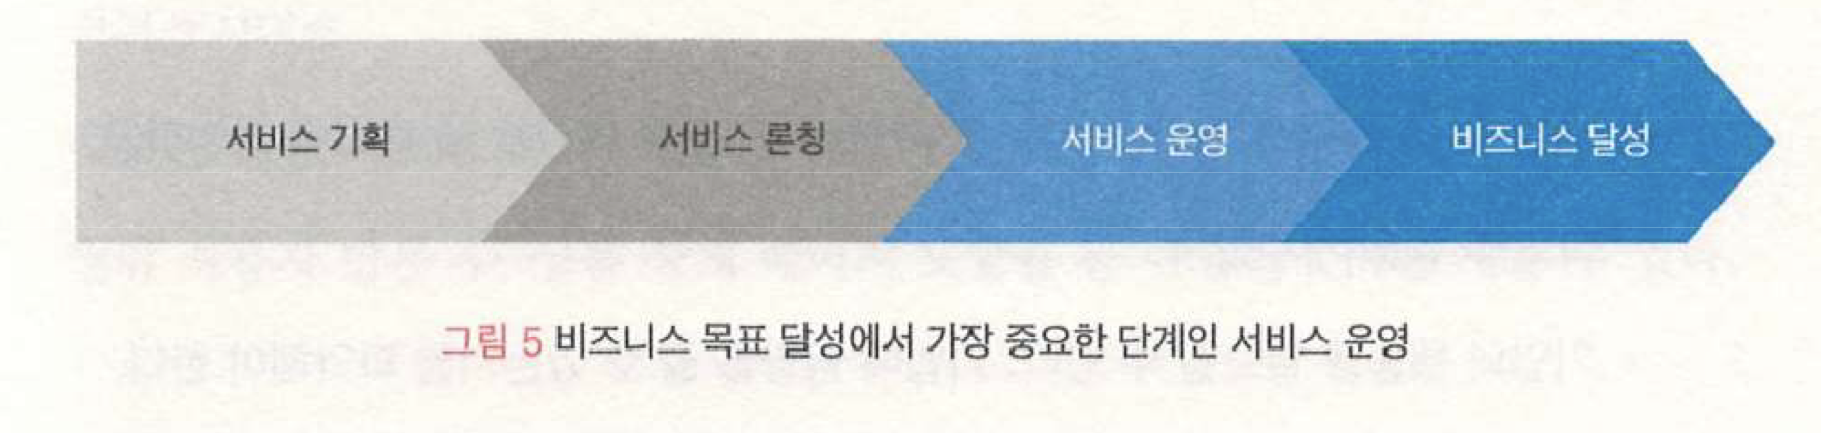 서비스 기획
서비스 론칭
서비스 운영
비즈니스 달성
그림 5 비즈니스 목표 달성에서 가장 중요한 단계인 서비스 운영